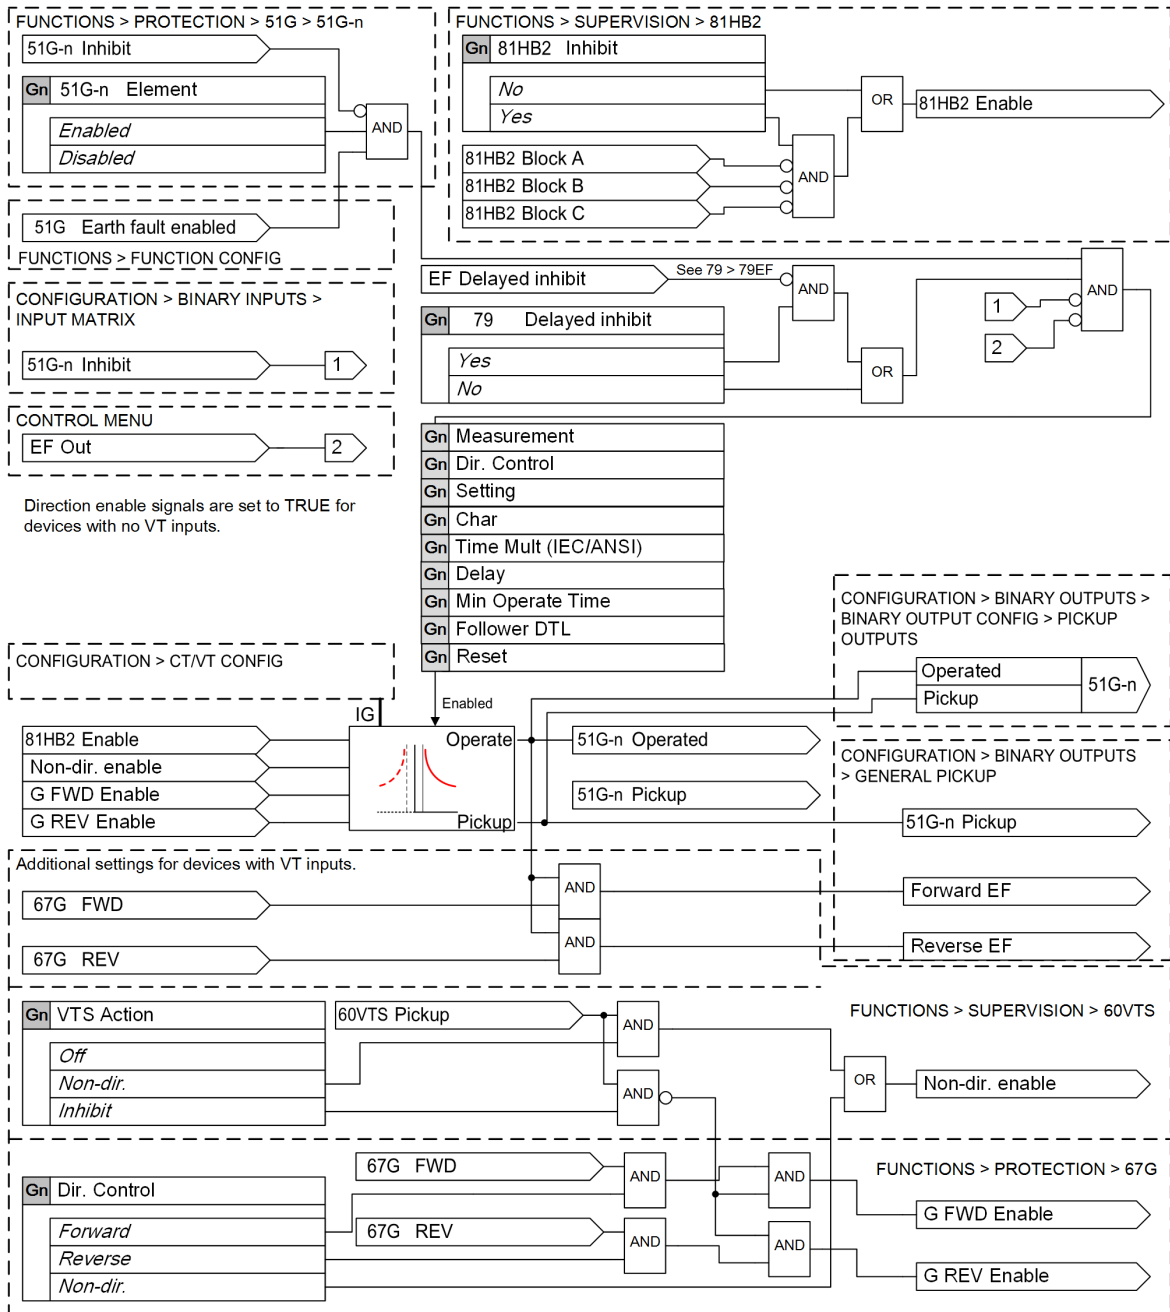 FUNCTIONS > PROTECTION > 51G > 51G-n
51G-n Inhibit
Gn 51G-n Element
Enabled
Disabled
AND
51G Earth fault enabled
FUNCTIONS > FUNCTION CONFIG
CONFIGURATION > BINARY INPUTS >
INPUT MATRIX
51G-n Inhibit 1
CONTROL MENU
EF Out 2
Direction enable signals are set to TRUE for
devices with no VT inputs.
FUNCTIONS > SUPERVISION > 81HB2
Gn 81HB2 Inhibit
No
Yes
81HB2 Block A
81HB2 Block B
81HB2 Block C
AND
OR
81HB2 Enable
EF Delayed inhibit
See 79 > 79EF
AND
Gn 79 Delayed inhibit
Yes
No
OR
1
2
AND
Gn Measurement
Gn Dir. Control
Gn Setting
Gn Char
Gn Time Mult (IEC/ANSI)
Gn Delay
Gn Min Operate Time
Gn Follower DTL
Gn Reset
Enabled
CONFIGURATION > CT/VT CONFIG
IG
81HB2 Enable
Non-dir. enable
G FWD Enable
G REV Enable
Operate
Pickup
51G-n Operated
51G-n Pickup
CONFIGURATION > BINARY OUTPUTS >
BINARY OUTPUT CONFIG > PICKUP
OUTPUTS
Operated
Pickup
51G-n
CONFIGURATION > BINARY OUTPUTS
> GENERAL PICKUP
51G-n Pickup
Forward EF
Reverse EF
Additional settings for devices with VT inputs.
67G FWD
AND
67G REV
AND
Gn VTS Action
Off
Non-dir.
Inhibit
60VTS Pickup
AND
AND
OR
FUNCTIONS > SUPERVISION > 60VTS
Non-dir. enable
Gn Dir. Control
Forward
Reverse
Non-dir.
67G FWD
AND
AND
67G REV
AND
AND
FUNCTIONS > PROTECTION > 67G
G FWD Enable
G REV Enable